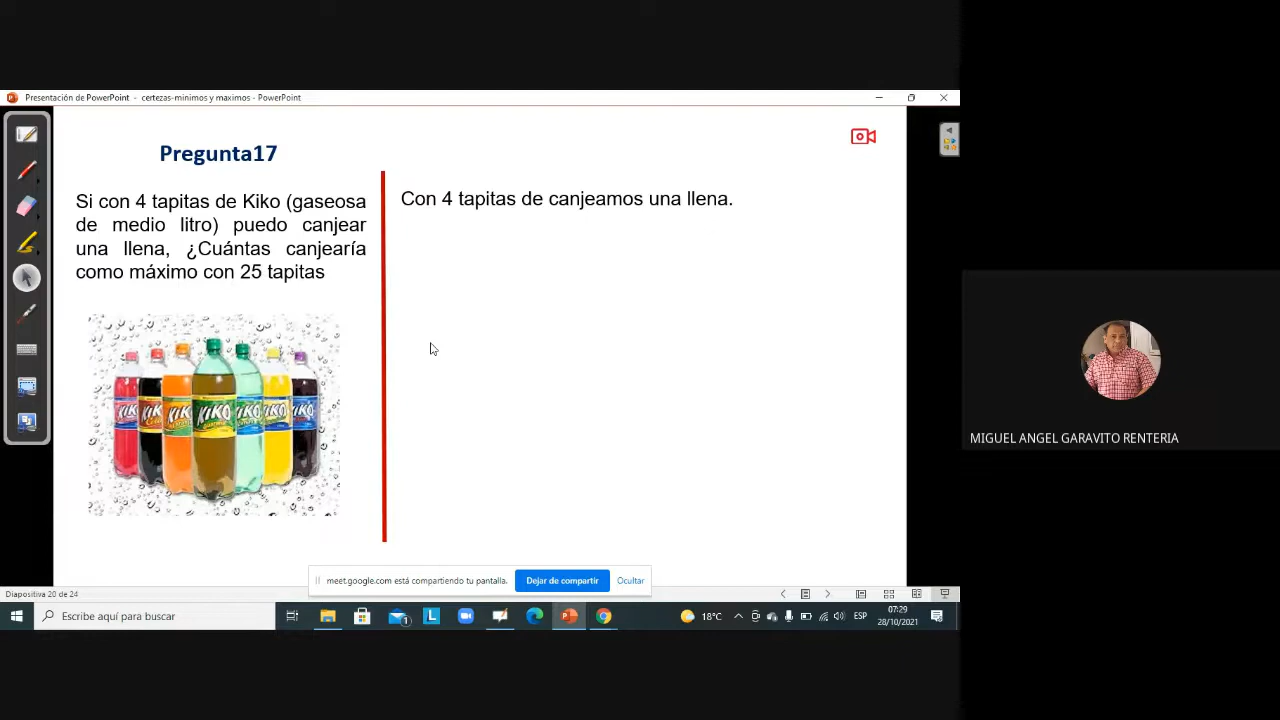 Presentación de PowerPoint - certezas-minimos y maximos - PowerPoint
Pregunta17
Si con 4 tapitas de Kiko (gaseosa
de medio litro) puedo canjear
una llena, ¿Cuántas canjearía
como máximo con 25 tapitas
Con 4 tapitas de canjeamos una llena.
KIKO
KIKO
KIKO
MIGUEL ANGEL GARAVITO RENTERIA
meet.google.com está compartiendo tu pantalla.
Dejar de compartir
Ocultar
Diapositiva 20 de 24
Escribe aquí para buscar
1
L
18°C
ESP
07:29
28/10/2021